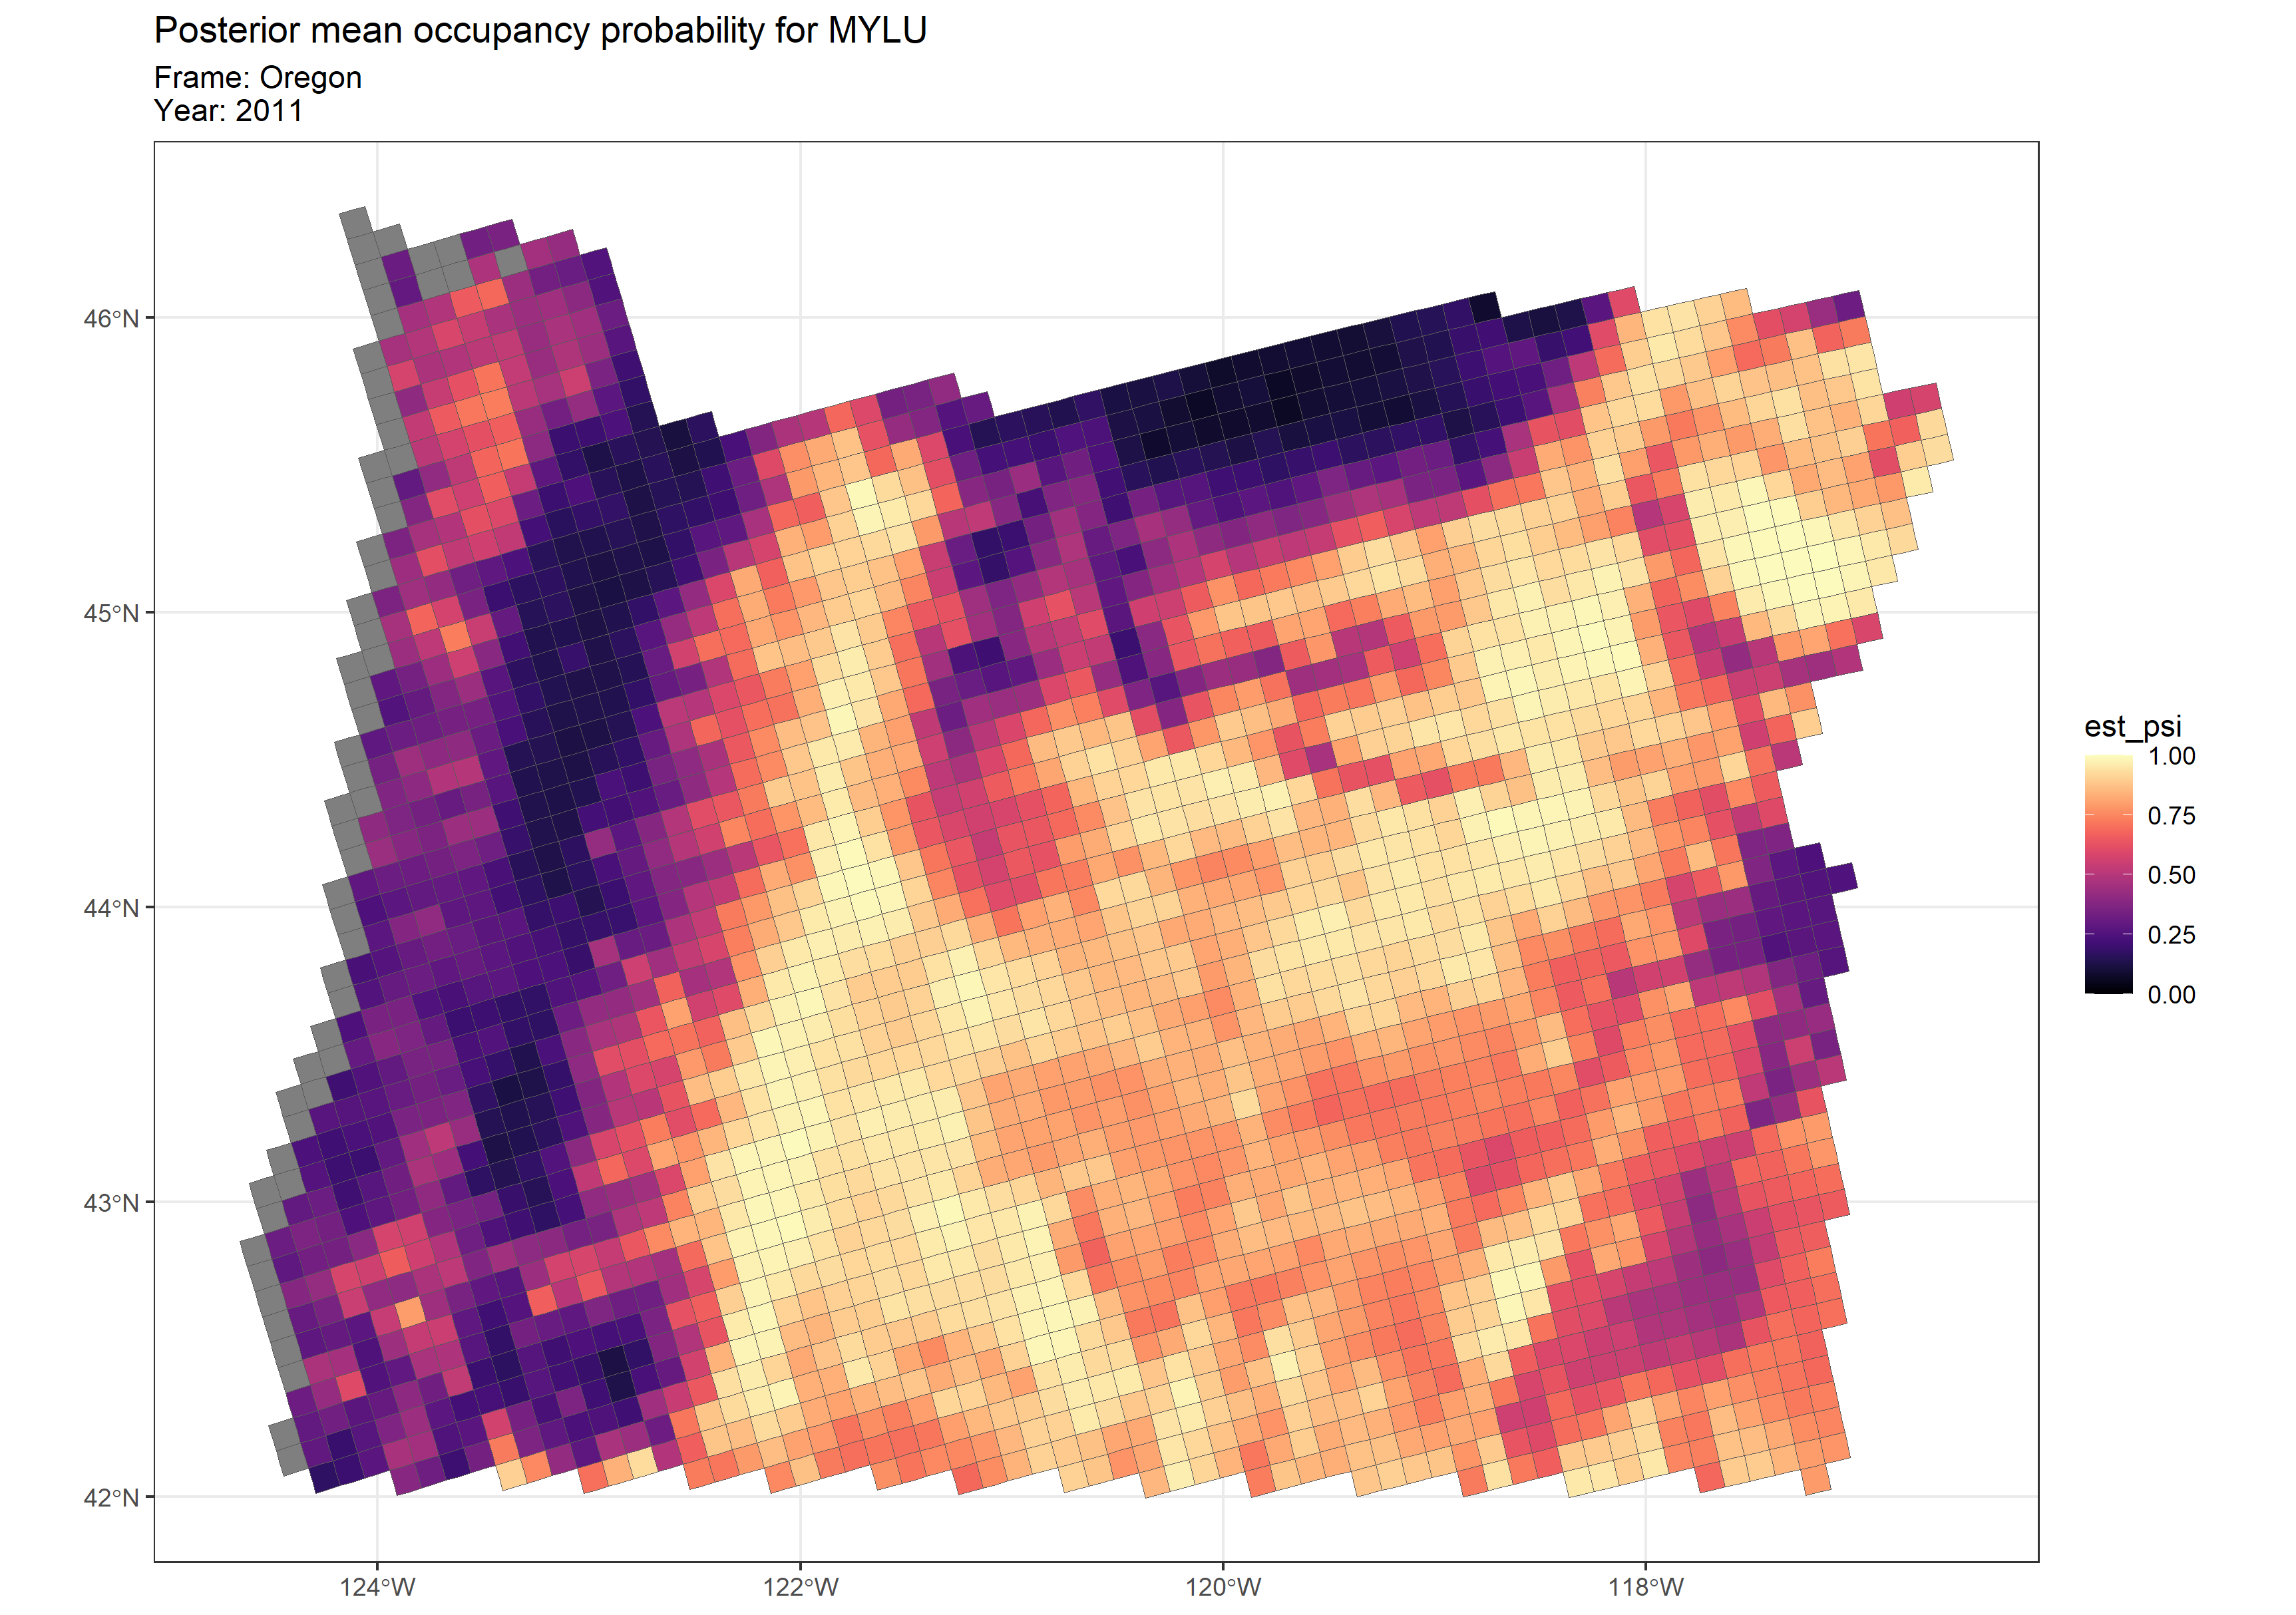 Posterior mean occupancy probability for MYLU
Frame: Oregon
Year: 2011
46°N
45°N
44°N
43°N
42°N
124°W
122°W
120°W
118°W
est_psi
1.00
0.75
0.50
0.25
0.00